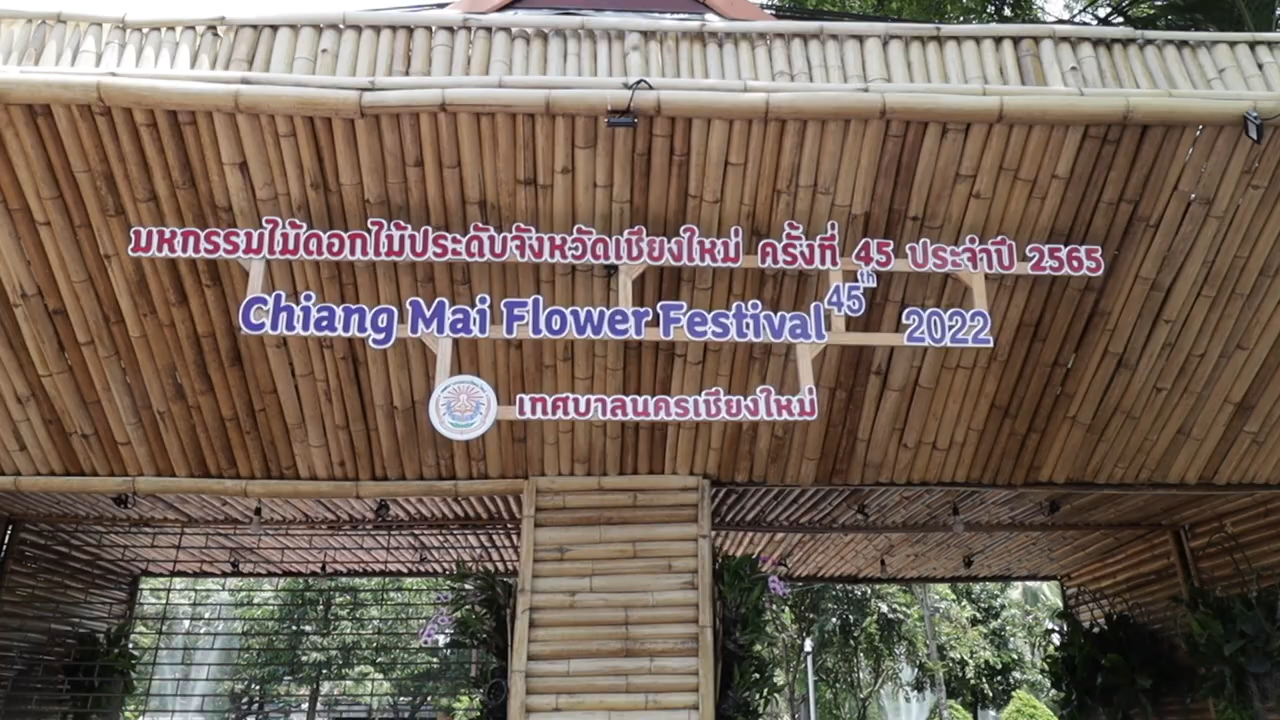 มหกรรมไม้ดอกไม้ประดับจังหวัดเชียงใหม่ ครั้งที่ 45 ประจำปี 2565
Chiang Mai Flower Festival 45th 2022
เทศบาลนครเชียงใหม่